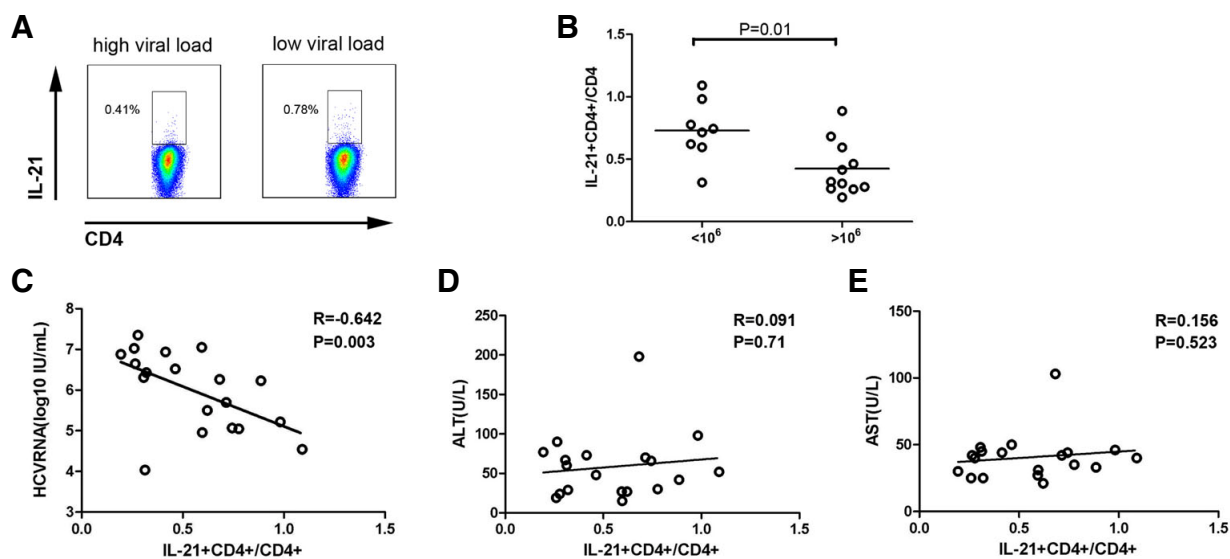 A
high viral load
low viral load
0.41%
0.78%
IL-21
CD4
B
P=0.01
IL-21+CD4+/CD4
1.5
1.0
0.5
0.0
<10⁶
>10⁶
C
HCVRNA(log10 IU/mL)
8
7
6
5
4
3
R=-0.642
P=0.003
0.0 0.5 1.0 1.5
IL-21+CD4+/CD4+
D
ALT(U/L)
250
200
150
100
50
0
R=0.091
P=0.71
0.0 0.5 1.0 1.5
IL-21+CD4+/CD4+
E
AST(U/L)
150
100
50
0
R=0.156
P=0.523
0.0 0.5 1.0 1.5
IL-21+CD4+/CD4+